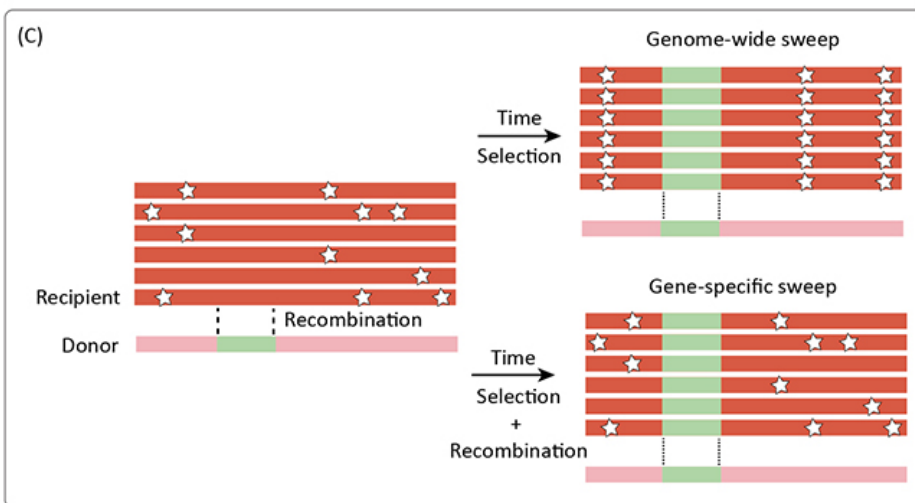 (C)
Genome-wide sweep
Time
Selection
Recipient
Recombination
Donor
Gene-specific sweep
Time
Selection
+
Recombination